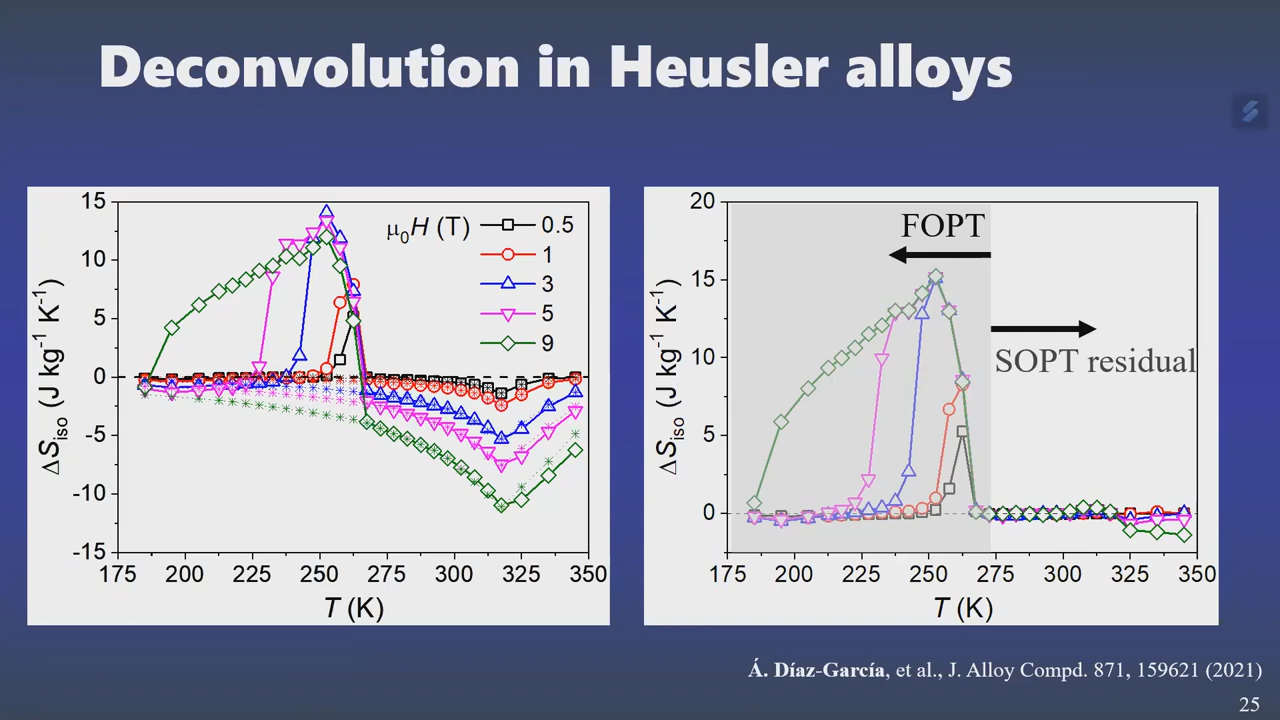 Deconvolution in Heusler alloys
15
10
5
0
-5
-10
-15
175 200 225 250 275 300 325 350
ΔS_iso (J kg⁻¹ K⁻¹)
T (K)
μ₀H (T)
0.5
1
3
5
9
20
15
10
5
0
175 200 225 250 275 300 325 350
ΔS_iso (J kg⁻¹ K⁻¹)
T (K)
FOPT
SOPT residual
Á. Díaz-García, et al., J. Alloy Compd. 871, 159621 (2021)
25